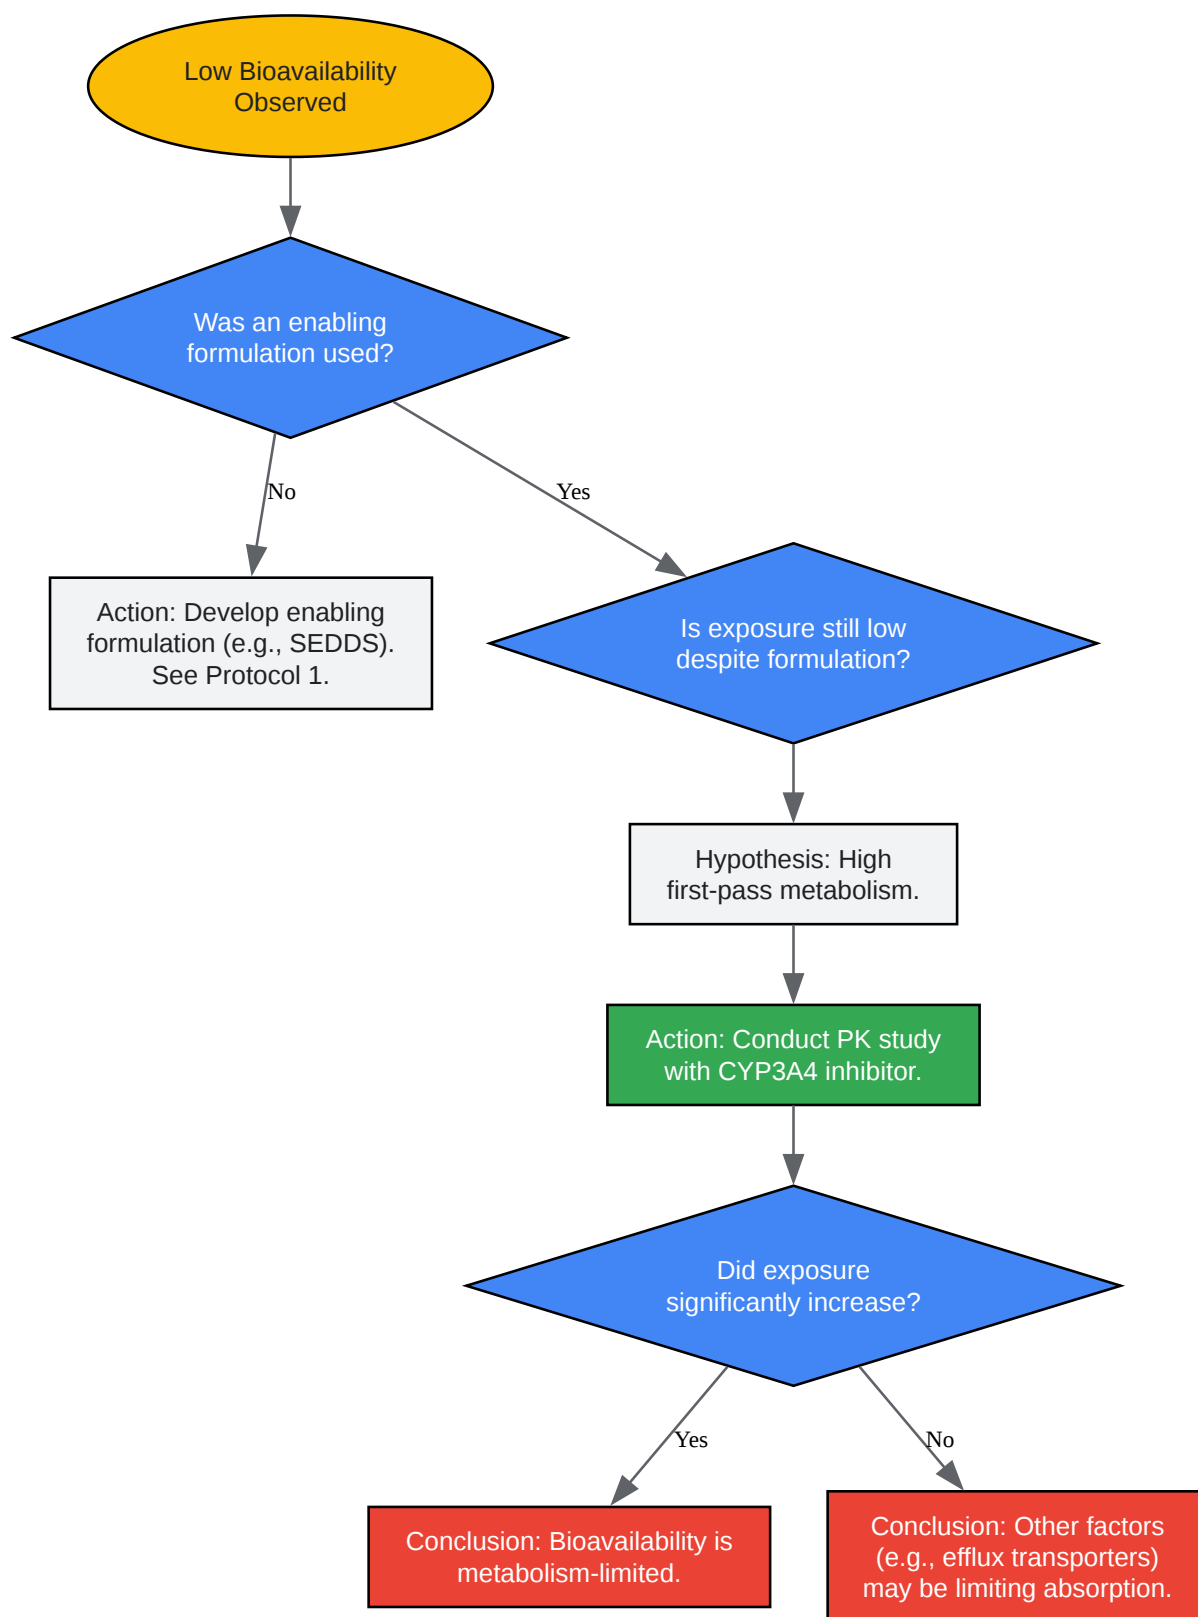 Low Bioavailability
Observed
Was an enabling
formulation used?
No
Yes
Action: Develop enabling
formulation (e.g., SEDDS).
See Protocol 1.
Is exposure still low
despite formulation?
Hypothesis: High
first-pass metabolism.
Action: Conduct PK study
with CYP3A4 inhibitor.
Did exposure
significantly increase?
Yes
No
Conclusion: Bioavailability is
metabolism-limited.
Conclusion: Other factors
(e.g., efflux transporters)
may be limiting absorption.